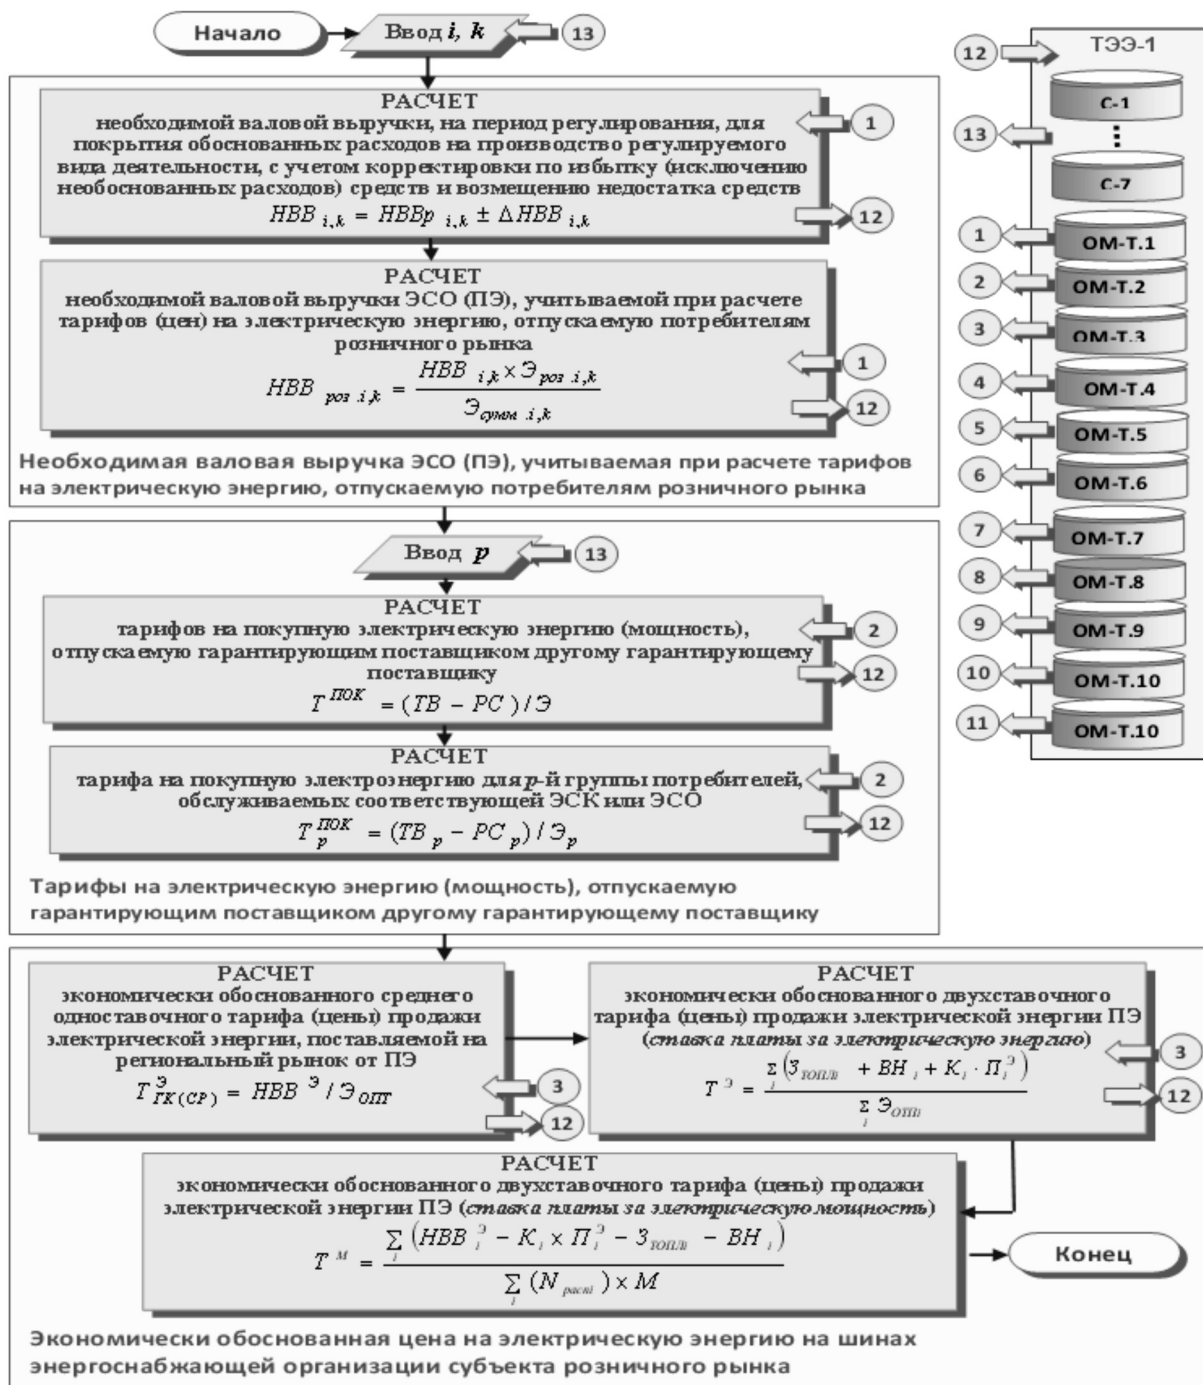 Начало
Ввод i, k
13
РАСЧЕТ
необходимой валовой выручки, на период регулирования, для
покрытия обоснованных расходов на производство регулируемого
вида деятельности, с учетом корректировки по избытку (исключению
необоснованных расходов) средств и возмещению недостатка средств
НВВ i,k = НВВр i,k ± ΔНВВ i,k
1
12
РАСЧЕТ
необходимой валовой выручки ЭСО (ПЭ), учитываемой при расчете
тарифов (цен) на электрическую энергию, отпускаемую потребителям
розничного рынка
НВВ роз .i,k = НВВ i,k × Э роз .i,k / Э сумм .i,k
1
12
Необходимая валовая выручка ЭСО (ПЭ), учитываемая при расчете тарифов
на электрическую энергию, отпускаемую потребителям розничного рынка
Ввод p
13
РАСЧЕТ
тарифов на покупную электрическую энергию (мощность),
отпускаемую гарантирующим поставщиком другому гарантирующему
поставщику
Т ПОК = (ТВ - РС) / Э
2
12
РАСЧЕТ
тарифа на покупную электроэнергию для р-й группы потребителей,
обслуживаемых соответствующей ЭСК или ЭСО
Т p ПОК = (ТВ p - РС p) / Э p
2
12
Тарифы на электрическую энергию (мощность), отпускаемую
гарантирующим поставщиком другому гарантирующему поставщику
РАСЧЕТ
экономически обоснованного среднего
одноставочного тарифа (цены) продажи
электрической энергии, поставляемой на
региональный рынок от ПЭ
Т Э ГК(СР) = НВВ Э / Э ОПТ
3
12
РАСЧЕТ
экономически обоснованного двухставочного
тарифа (цены) продажи электрической энергии ПЭ
(ставка платы за электрическую энергию)
Т Э = Σ i (З ТОПЛi + ВН i + К i · П i Э) / Σ i Э ОТПi
3
12
РАСЧЕТ
экономически обоснованного двухставочного тарифа (цены) продажи
электрической энергии ПЭ (ставка платы за электрическую мощность)
Т М = Σ i (НВВ i Э - К i × П i Э - З ТОПЛi - ВН i) / Σ i (N расчi) × М
Конец
Экономически обоснованная цена на электрическую энергию на шинах
энергоснабжающей организации субъекта розничного рынка
ТЭЭ-1
12
С-1
13
⋮
С-7
1
ОМ-Т.1
2
ОМ-Т.2
3
ОМ-Т.3
4
ОМ-Т.4
5
ОМ-Т.5
6
ОМ-Т.6
7
ОМ-Т.7
8
ОМ-Т.8
9
ОМ-Т.9
10
ОМ-Т.10
11
ОМ-Т.10